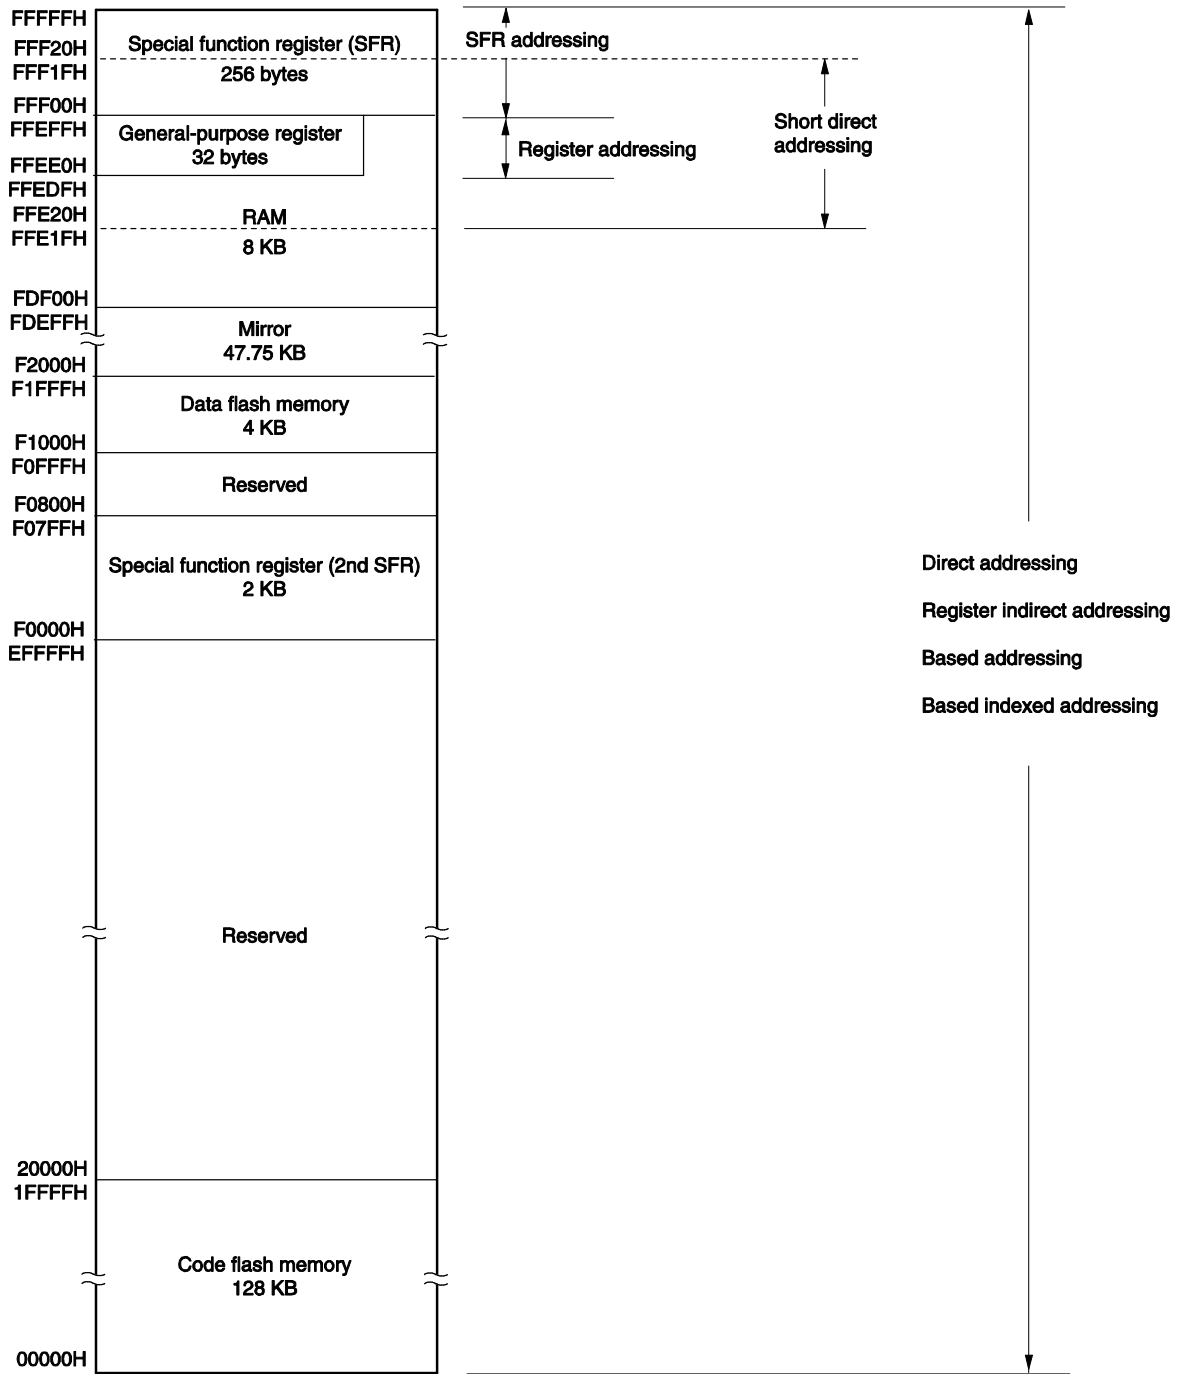 FFFFFH
Special function register (SFR)
256 bytes
SFR addressing
FFF20H
FFF1FH
FFF00H
FFEFFH
General-purpose register
32 bytes
Register addressing
Short direct
addressing
FFEE0H
FFEDFH
FFE20H
FFE1FH
RAM
8 KB
FDF00H
FDEFFH
Mirror
47.75 KB
F2000H
F1FFFH
Data flash memory
4 KB
F1000H
F0FFFH
Reserved
F0800H
F07FFH
Special function register (2nd SFR)
2 KB
Direct addressing
Register indirect addressing
Based addressing
Based indexed addressing
F0000H
EFFFFH
Reserved
20000H
1FFFFH
Code flash memory
128 KB
00000H